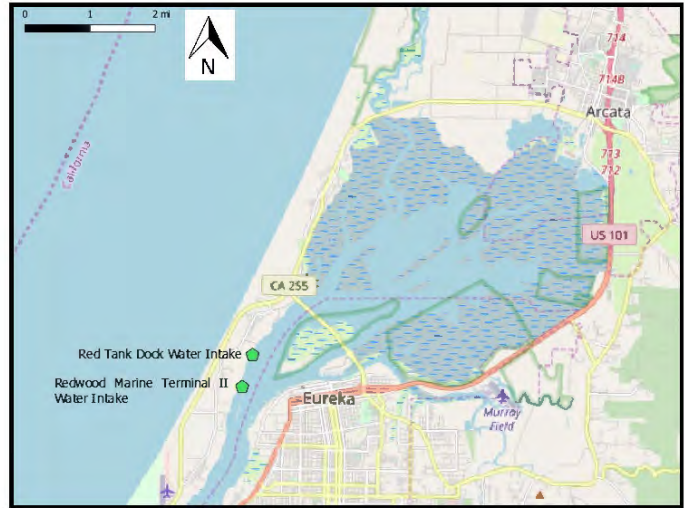 0 1 2 mi
N
California
714
714B
Arcata
713
712
US 101
CA 255
Red Tank Dock Water Intake
Redwood Marine Terminal II
Water Intake
Eureka
Murray
Field